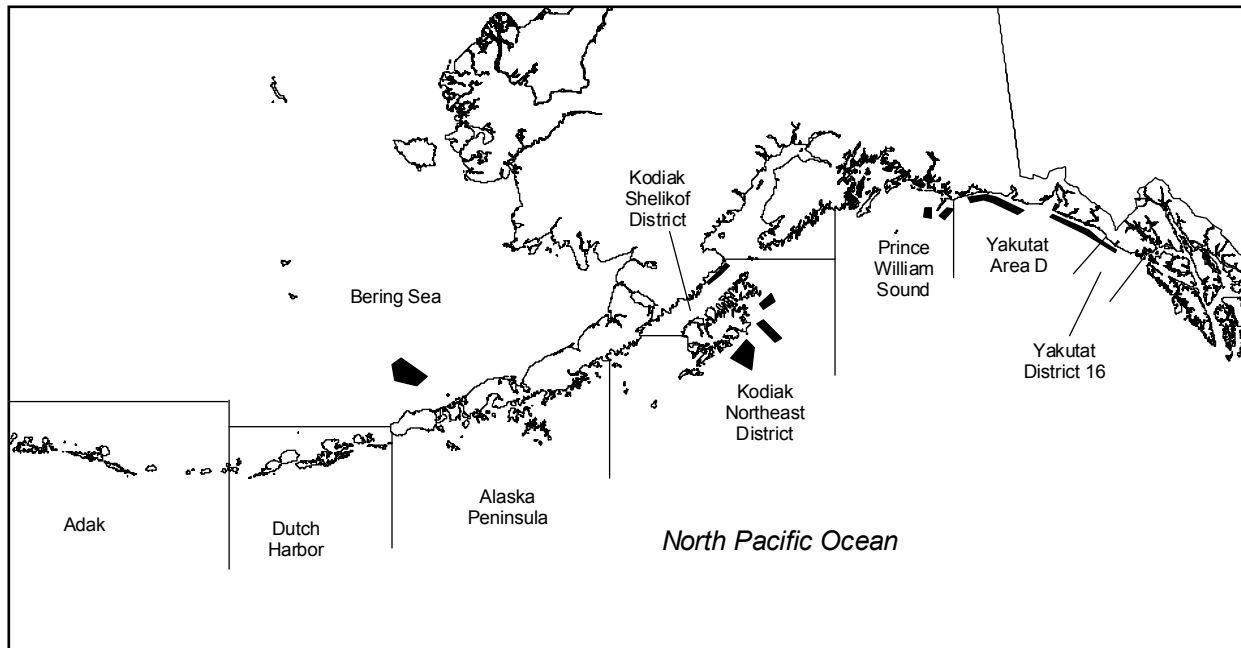 Kodiak
Shelikof
District
Prince
William
Sound
Yakutat
Area D
Bering Sea
Yakutat
District 16
Kodiak
Northeast
District
Alaska
Peninsula
Adak
Dutch
Harbor
North Pacific Ocean